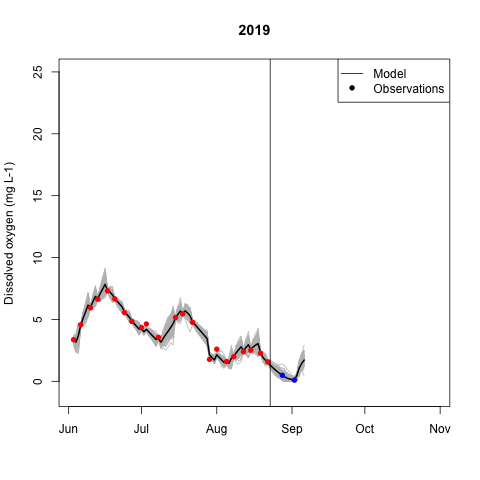 2019
Model
Observations
Dissolved oxygen (mg L-1)
25
20
15
10
5
0
Jun Jul Aug Sep Oct Nov